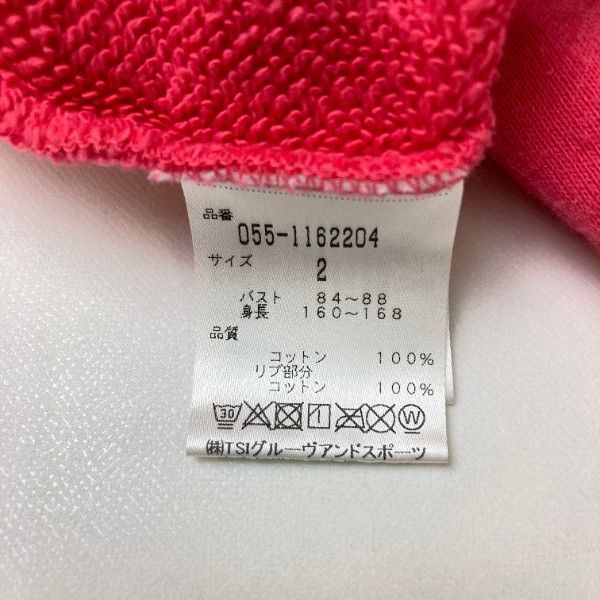 品番
055-1162204
サイズ
2
バスト 84〜88
身長 160〜168
品質
コットン 100%
リブ部分
コットン 100%
30 W
㈱TSIグルーヴアンドスポーツ